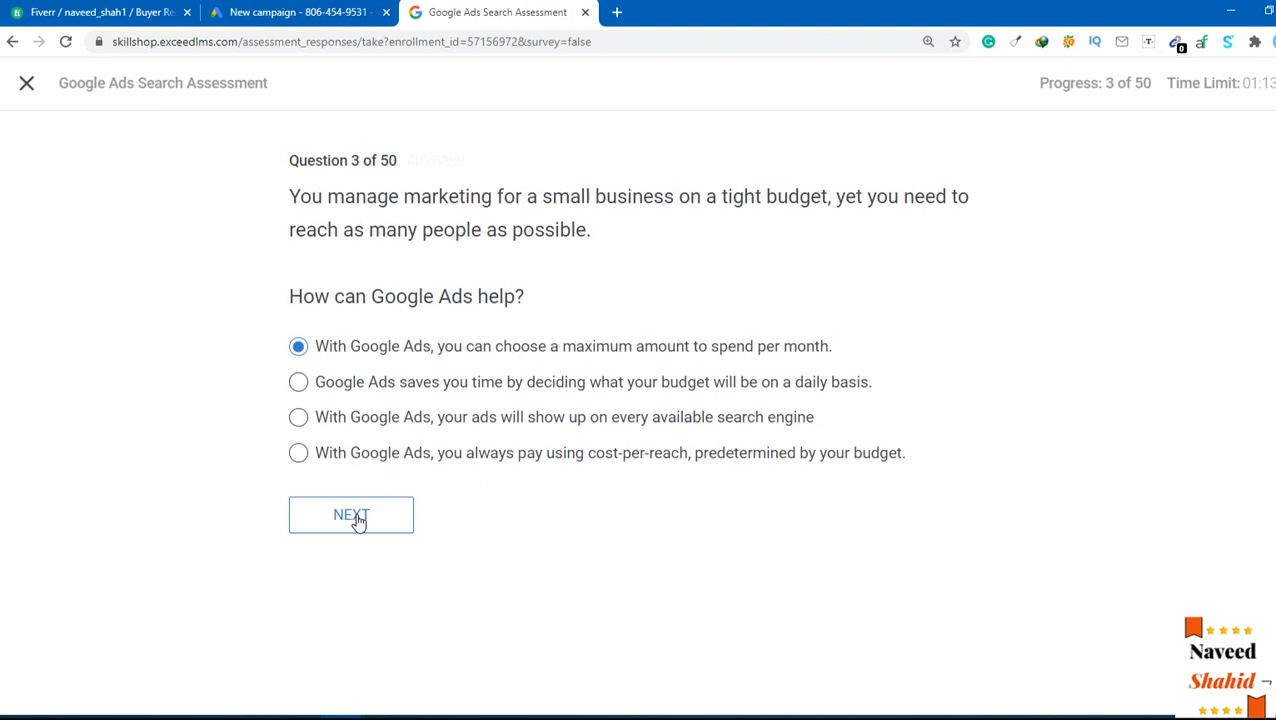 Fiverr / naveed_shah1 / Buyer Re
New campaign - 806-454-9531 -
Google Ads Search Assessment
skillshop.exceedlms.com/assessment_responses/take?enrollment_id=57156972&survey=false
Google Ads Search Assessment
Progress: 3 of 50
Time Limit: 01:13
Question 3 of 50
You manage marketing for a small business on a tight budget, yet you need to
reach as many people as possible.
How can Google Ads help?
With Google Ads, you can choose a maximum amount to spend per month.
Google Ads saves you time by deciding what your budget will be on a daily basis.
With Google Ads, your ads will show up on every available search engine
With Google Ads, you always pay using cost-per-reach, predetermined by your budget.
NEXT
Naveed
Shahid